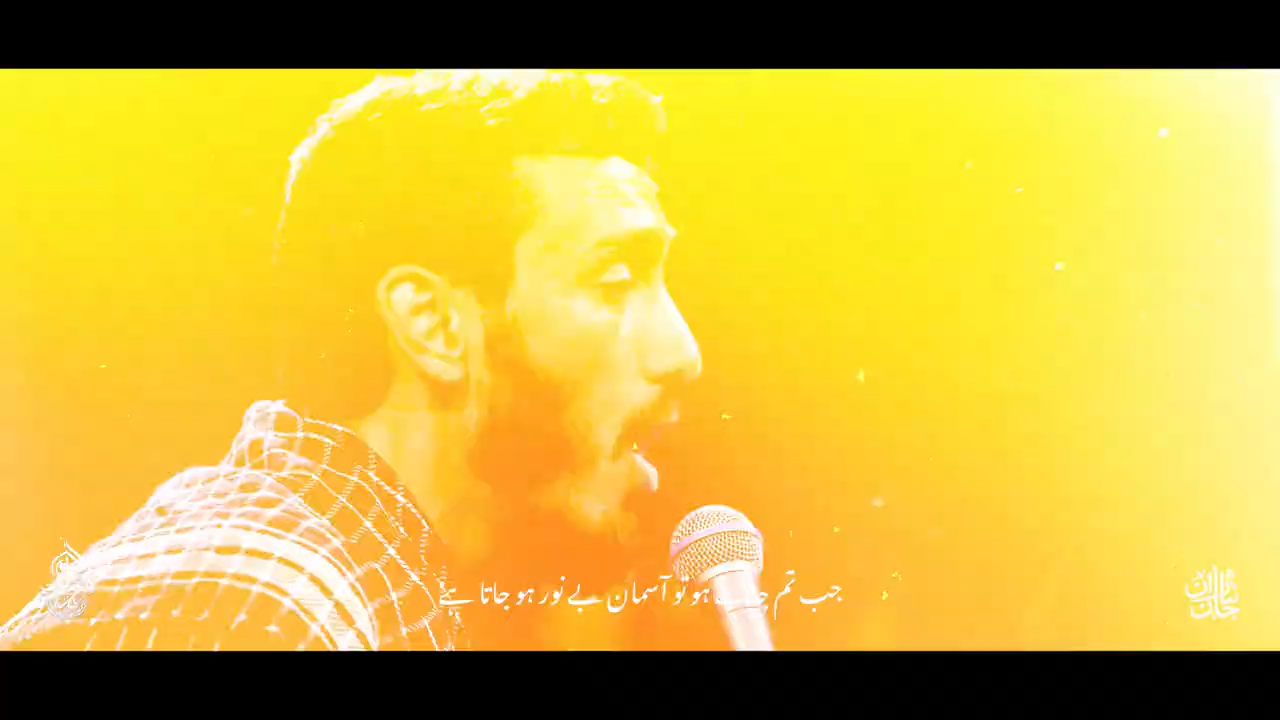 جب تم ہو تو آسمان بے نور ہو جاتا ہے